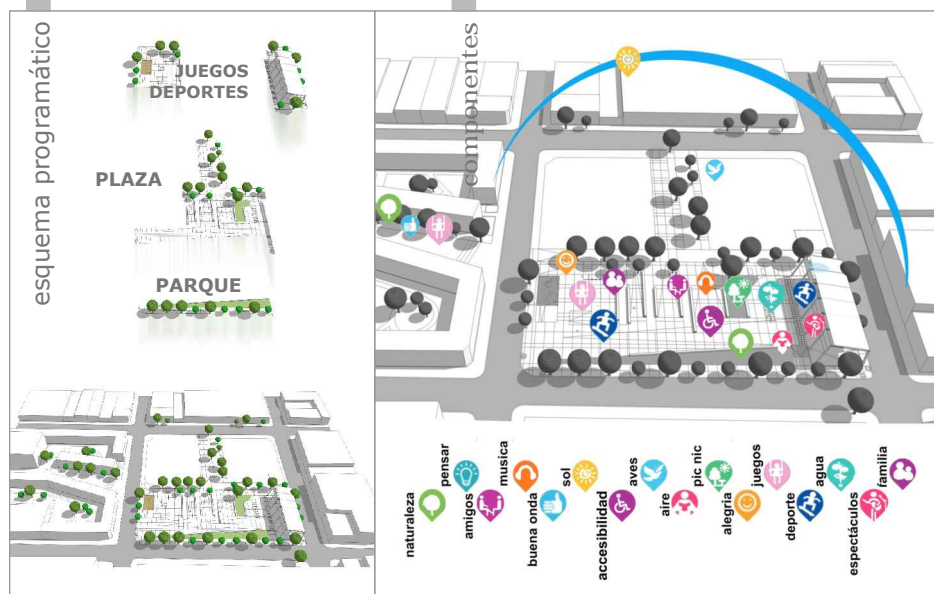 esquema programático
JUEGOS
DEPORTES
PLAZA
PARQUE
componentes
naturaleza
pensar
amigos
musica
buena onda
sol
accesibilidad
aves
aire
pic nic
alegria
juegos
deporte
agua
espectáculos
familia